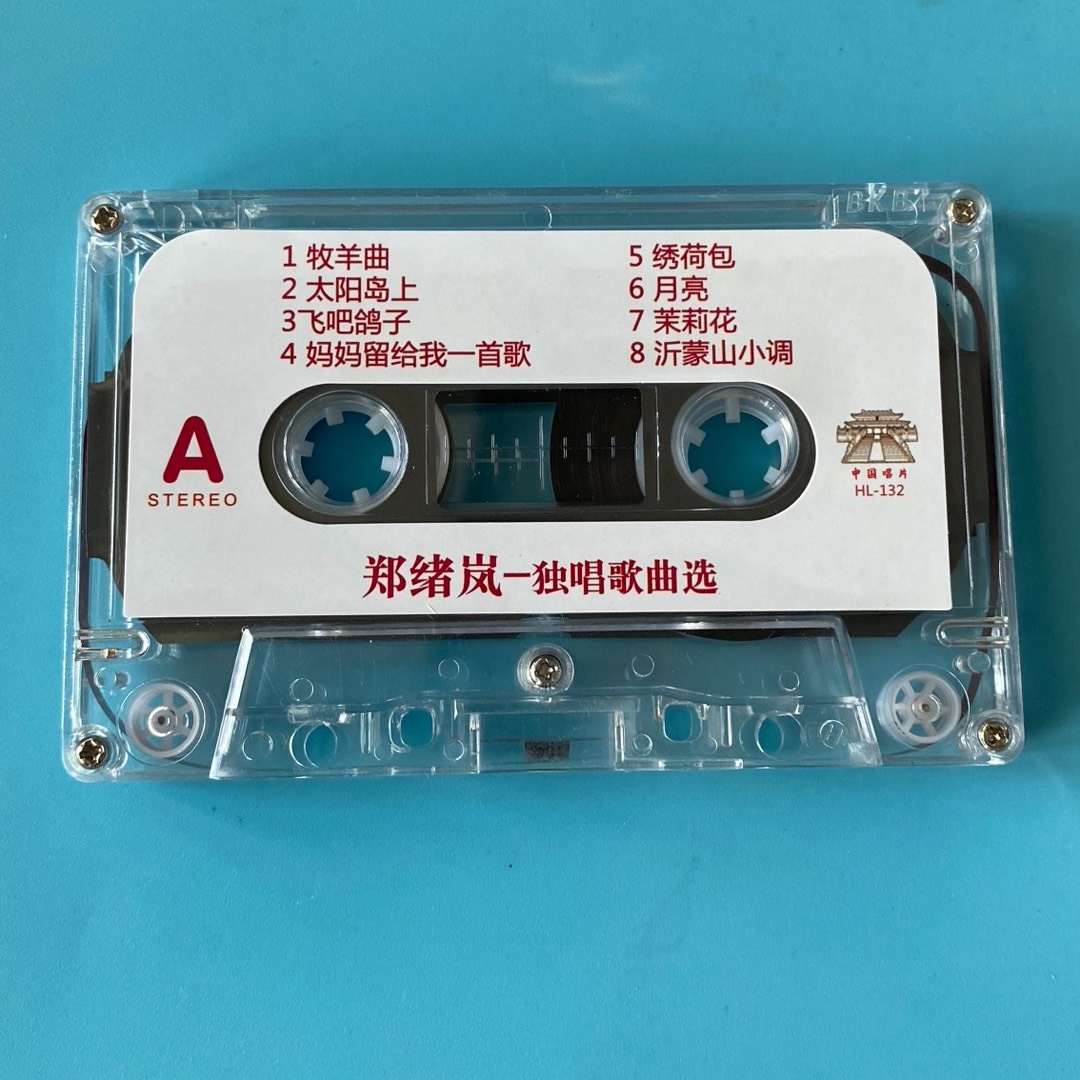 BKB
1 牧羊曲
2 太阳岛上
3飞吧鸽子
4 妈妈留给我一首歌
5 绣荷包
6 月亮
7 茉莉花
8 沂蒙山小调
A
STEREO
中国唱片
HL-132
郑绪岚—独唱歌曲选